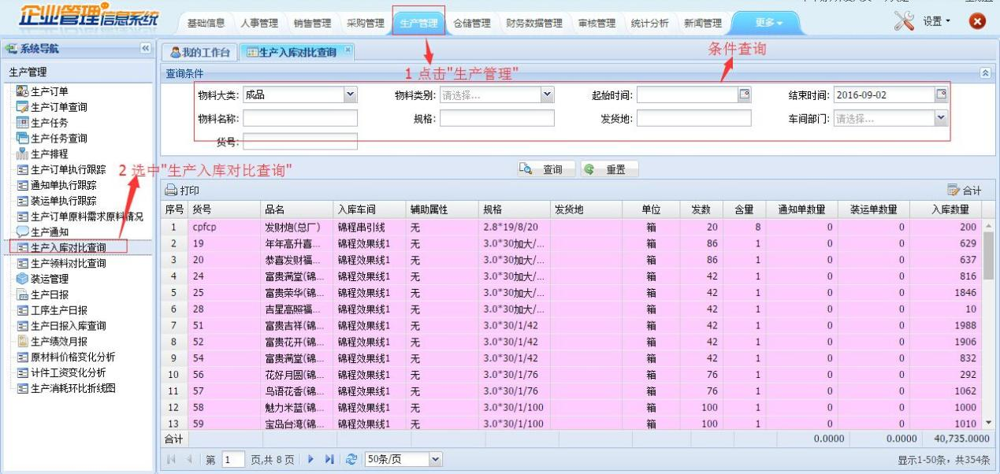 企业管理信息系统
基础信息 人事管理 销售管理 采购管理 生产管理 仓储管理 财务数据管理 审核管理 统计分析 新闻管理 更多 设置
系统导航
我的工作台 生产入库对比查询
条件查询
1 点击"生产管理"
生产管理
查询条件
物料大类: 成品 物料类别: 请选择... 起始时间: 结束时间: 2016-09-02
物料名称: 规格: 发货地: 车间部门: 请选择...
货号:
查询 重置
生产订单
生产订单查询
生产任务
生产任务查询
生产排程
生产订单执行跟踪
2 选中"生产入库对比查询"
通知单执行跟踪
装运单执行跟踪
生产订单原料需求原料情况
生产通知
生产入库对比查询
生产领料对比查询
装运管理
生产日报
工序生产日报
生产日报入库查询
生产绩效月报
原材料价格变化分析
计件工资变化分析
生产消耗环比折线图
打印 合计
序号 货号 品名 入库车间 辅助属性 规格 发货地 单位 发数 含量 通知单数量 装运单数量 入库数量
1 cpfcp 发财炮(总厂) 锦程串引线 无 2.8*19/8/20 箱 20 8 0 0 200
2 19 年年高升喜... 锦程效果线1 无 3.0*30加大/... 箱 86 1 0 0 629
3 20 恭喜发财福... 锦程效果线1 无 3.0*30加大/... 箱 86 1 0 0 637
4 24 富贵满堂(锦... 锦程效果线1 无 3.0*30加大/... 箱 42 1 0 0 816
5 25 富贵荣华(锦... 锦程效果线1 无 3.0*30加大/... 箱 42 1 0 0 1846
6 28 吉星高照福... 锦程效果线1 无 3.0*30加大/... 箱 42 1 0 0 10
7 51 富贵吉祥(锦... 锦程效果线1 无 3.0*30/1/42 箱 42 1 0 0 1988
8 52 富贵花开(锦... 锦程效果线1 无 3.0*30/1/42 箱 42 1 0 0 1906
9 54 富贵满堂(锦... 锦程效果线1 无 3.0*30/1/42 箱 42 1 0 0 832
10 56 花好月圆(锦... 锦程效果线1 无 3.0*30/1/76 箱 76 1 0 0 292
11 57 鸟语花香(锦... 锦程效果线1 无 3.0*30/1/76 箱 76 1 0 0 1062
12 58 魅力米蓝(锦... 锦程效果线1 无 3.0*30/1/100 箱 100 1 0 0 1000
13 59 宝岛台湾(锦... 锦程效果线1 无 3.0*30/1/100 箱 100 1 0 0 1010
合计 0.0000 0.0000 40,735.0000
第 1 页,共 8 页 50条/页 显示1-50条，共354条